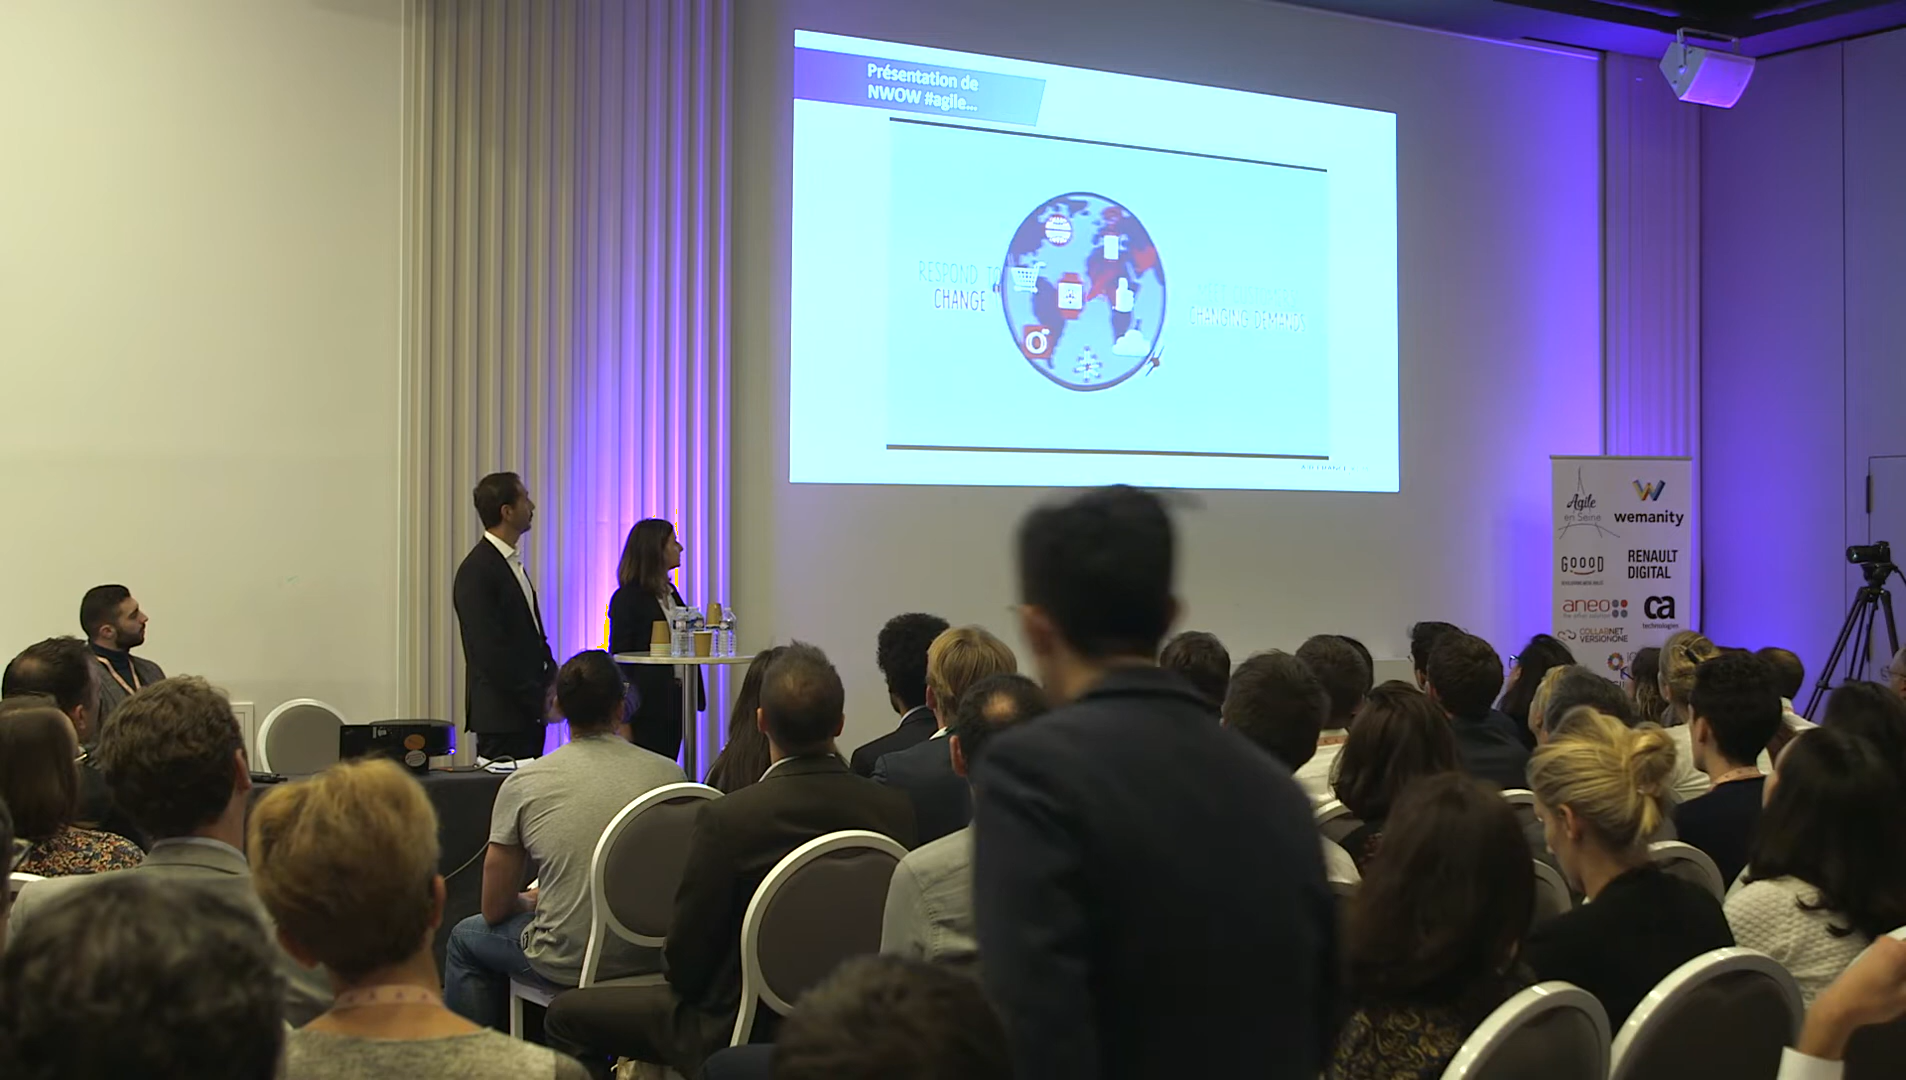 Présentation de
NWOW #agile...
RESPOND TO
CHANGE
CHANGING DEMANDS
Agile
en Seine
wemanity
GOOOD
RENAULT
DIGITAL
aneo
ca
technologies
COLLABNET
VERSIONONE